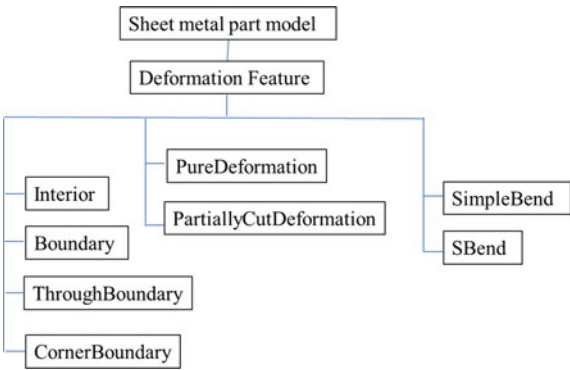 Sheet metal part model
Deformation Feature
Interior
Boundary
ThroughBoundary
CornerBoundary
PureDeformation
PartiallyCutDeformation
SimpleBend
SBend